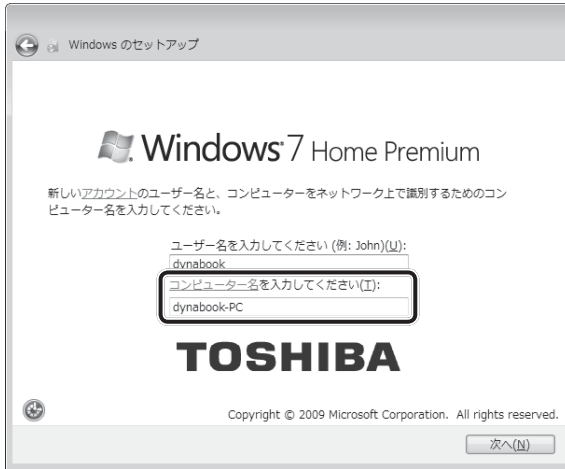 Windows のセットアップ
Windows 7 Home Premium
新しいアカウントのユーザー名と、コンピューターをネットワーク上で識別するためのコン
ピューター名を入力してください。
ユーザー名を入力してください (例: John)(U):
dynabook
コンピューター名を入力してください(T):
dynabook-PC
TOSHIBA
Copyright © 2009 Microsoft Corporation. All rights reserved.
次へ(N)